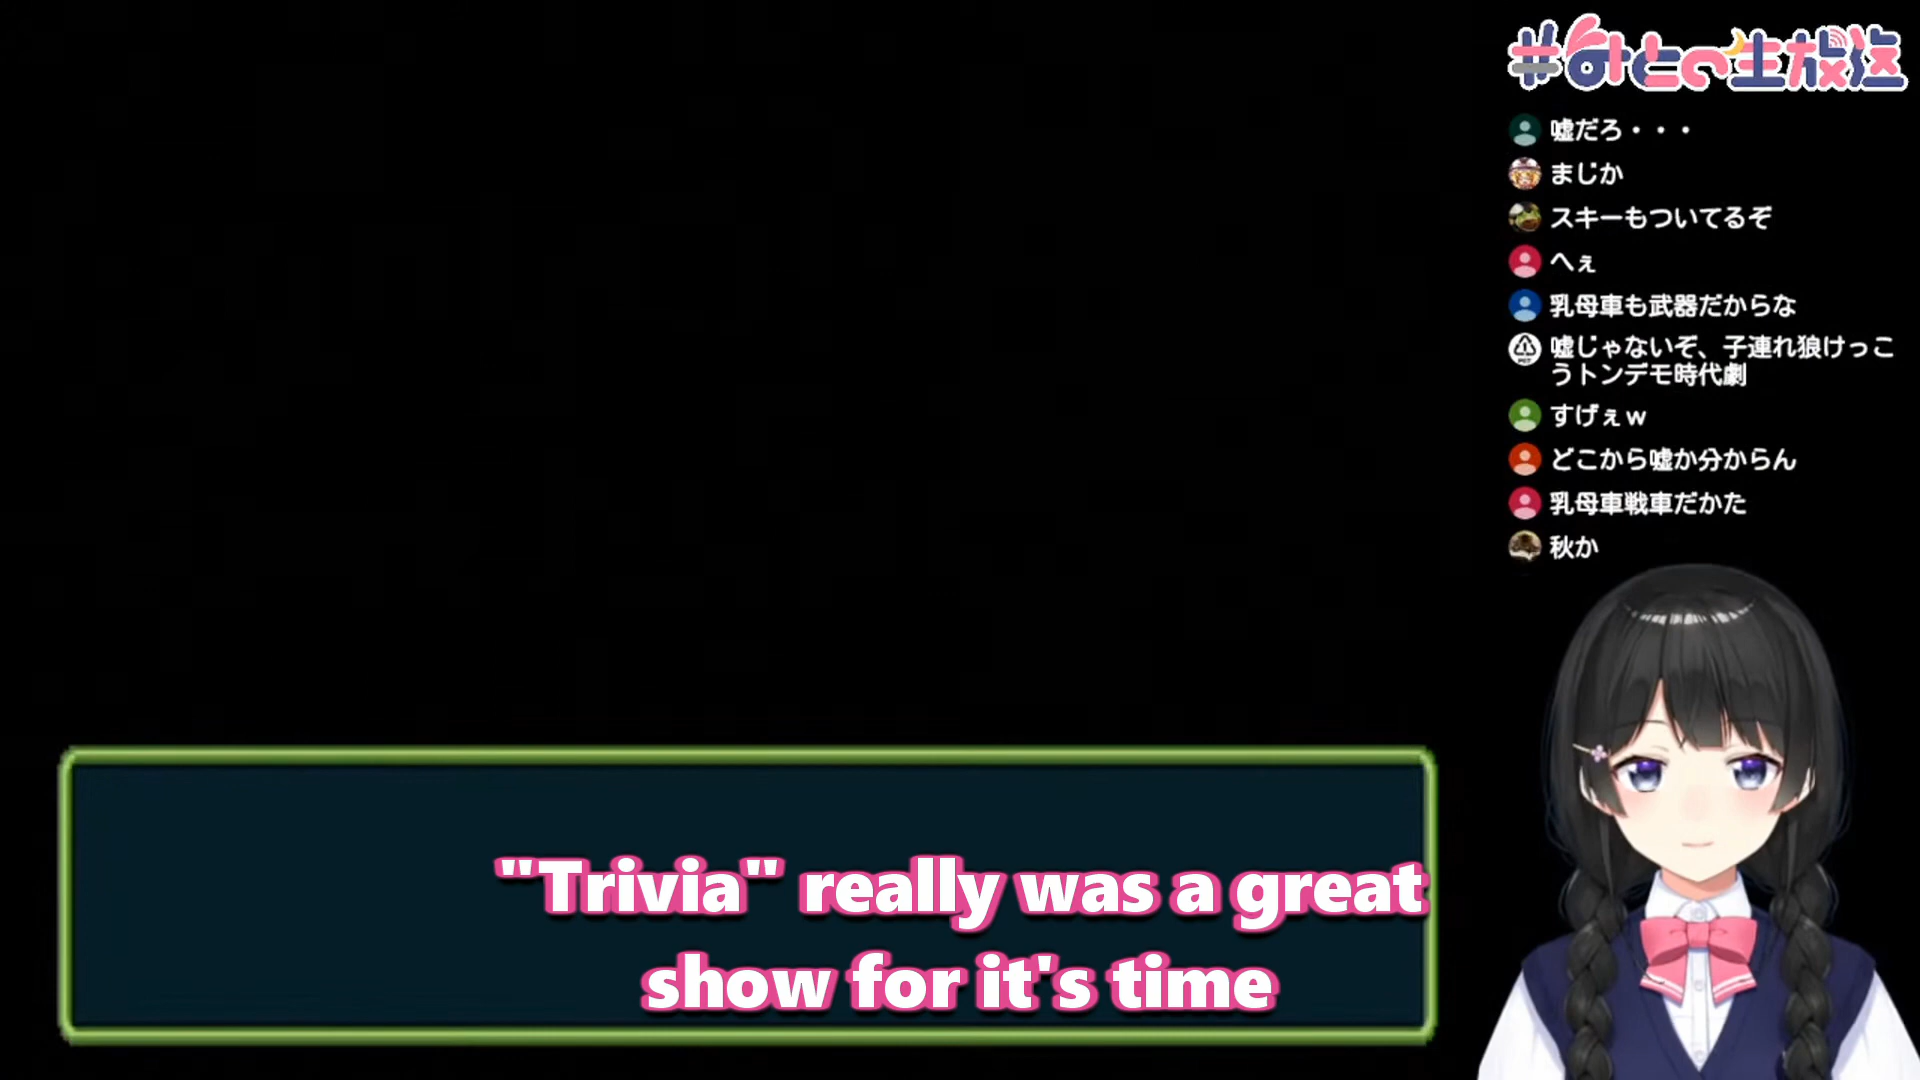 #みとの生放送
嘘だろ・・・
まじか
スキーもついてるぞ
へぇ
乳母車も武器だからな
嘘じゃないぞ、子連れ狼けっこ
うトンデモ時代劇
すげぇｗ
どこから嘘か分からん
乳母車戦車だかた
秋か
"Trivia" really was a great
show for it's time